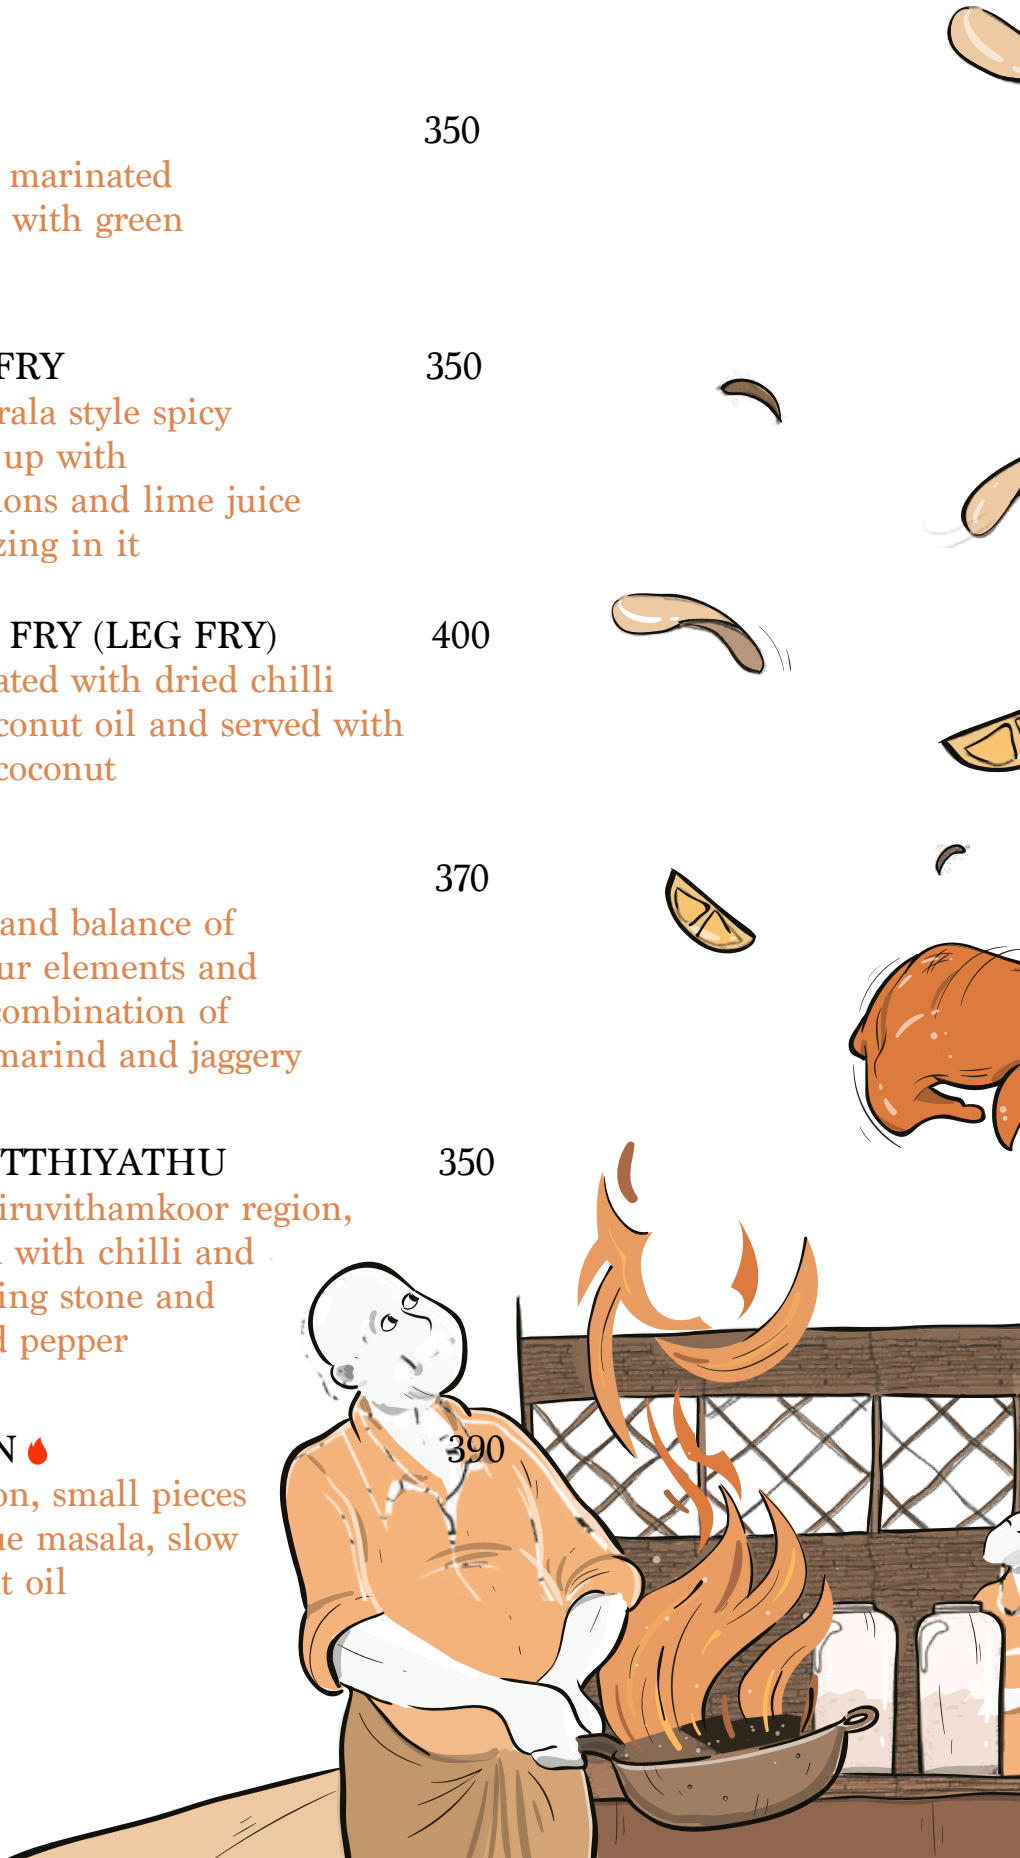 350
marinated
with green
FRY 350
rala style spicy
up with
ions and lime juice
zing in it
FRY (LEG FRY) 400
ated with dried chilli
conut oil and served with
coconut
370
and balance of
ur elements and
combination of
marind and jaggery
TTHIYATHU 350
iruvithamkoor region,
with chilli and
ing stone and
d pepper
N 390
on, small pieces
ue masala, slow
t oil